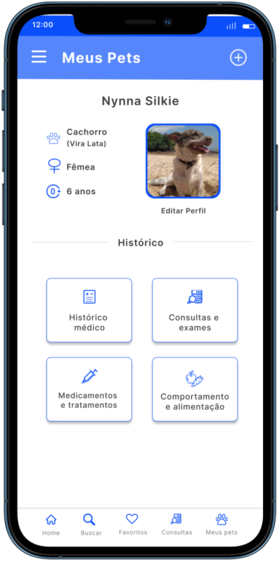 12:00
Meus Pets
Nynna Silkie
Cachorro
(Vira Lata)
Fêmea
6 anos
Editar Perfil
Histórico
Histórico
médico
Consultas e
exames
Medicamentos
e tratamentos
Comportamento
e alimentação
Home
Buscar
Favoritos
Consultas
Meus pets